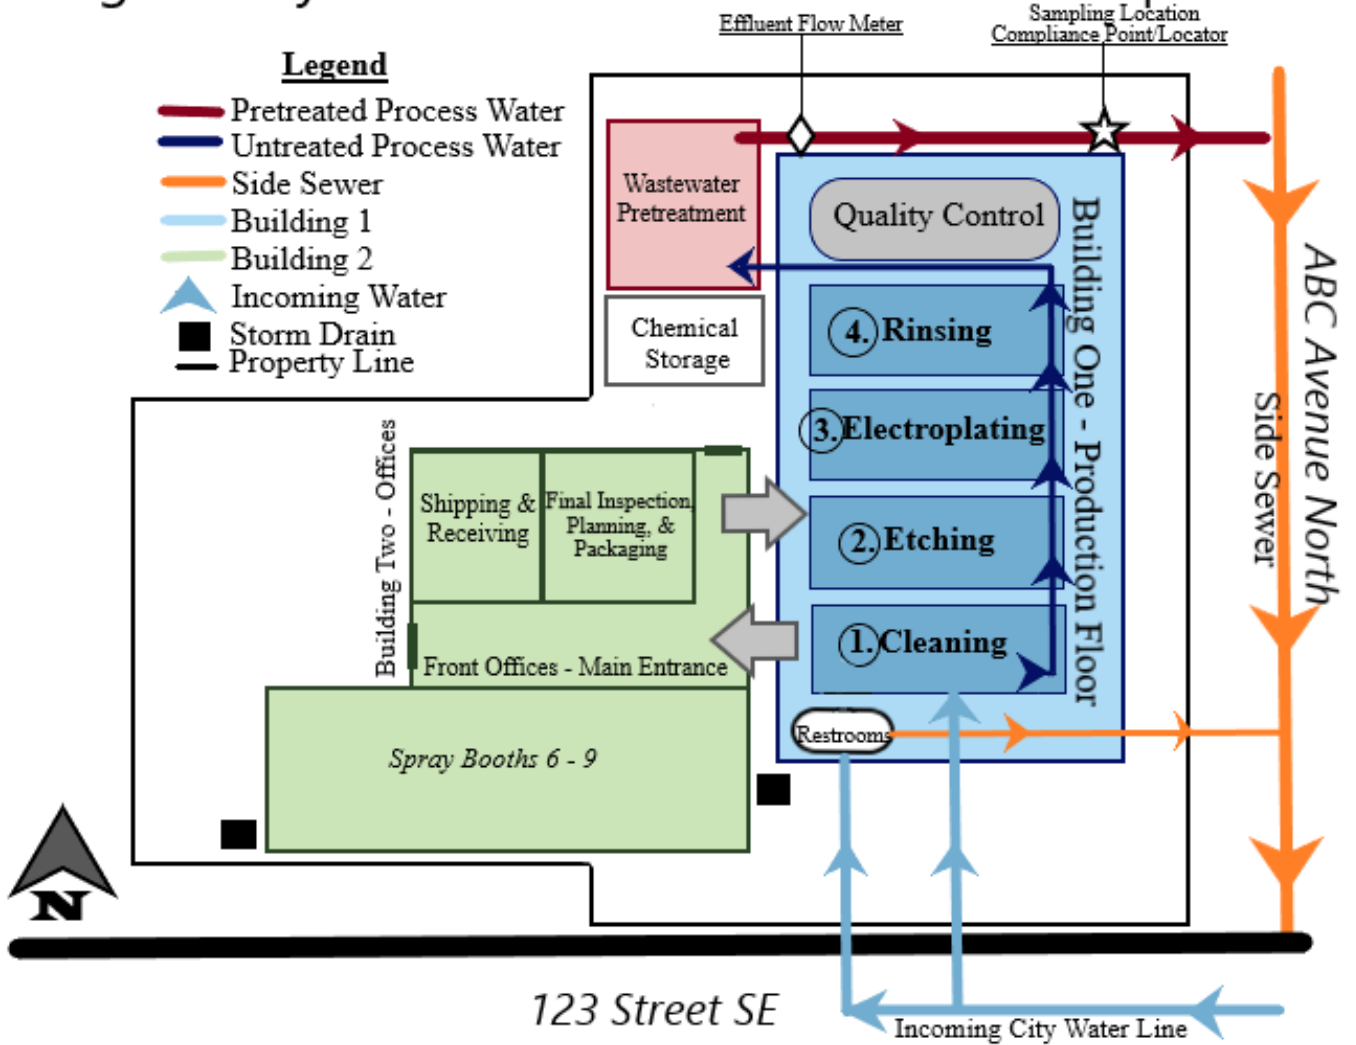 Effluent Flow Meter
Sampling Location
Compliance Point/Locator
Legend
Pretreated Process Water
Untreated Process Water
Side Sewer
Building 1
Building 2
Incoming Water
Storm Drain
Property Line
Wastewater
Pretreatment
Chemical
Storage
Quality Control
4. Rinsing
3. Electroplating
2. Etching
1. Cleaning
Restrooms
Building One - Production Floor
Building Two - Offices
Shipping &
Receiving
Final Inspection,
Planning, &
Packaging
Front Offices - Main Entrance
Spray Booths 6 - 9
Side Sewer
ABC Avenue North
N
123 Street SE
Incoming City Water Line